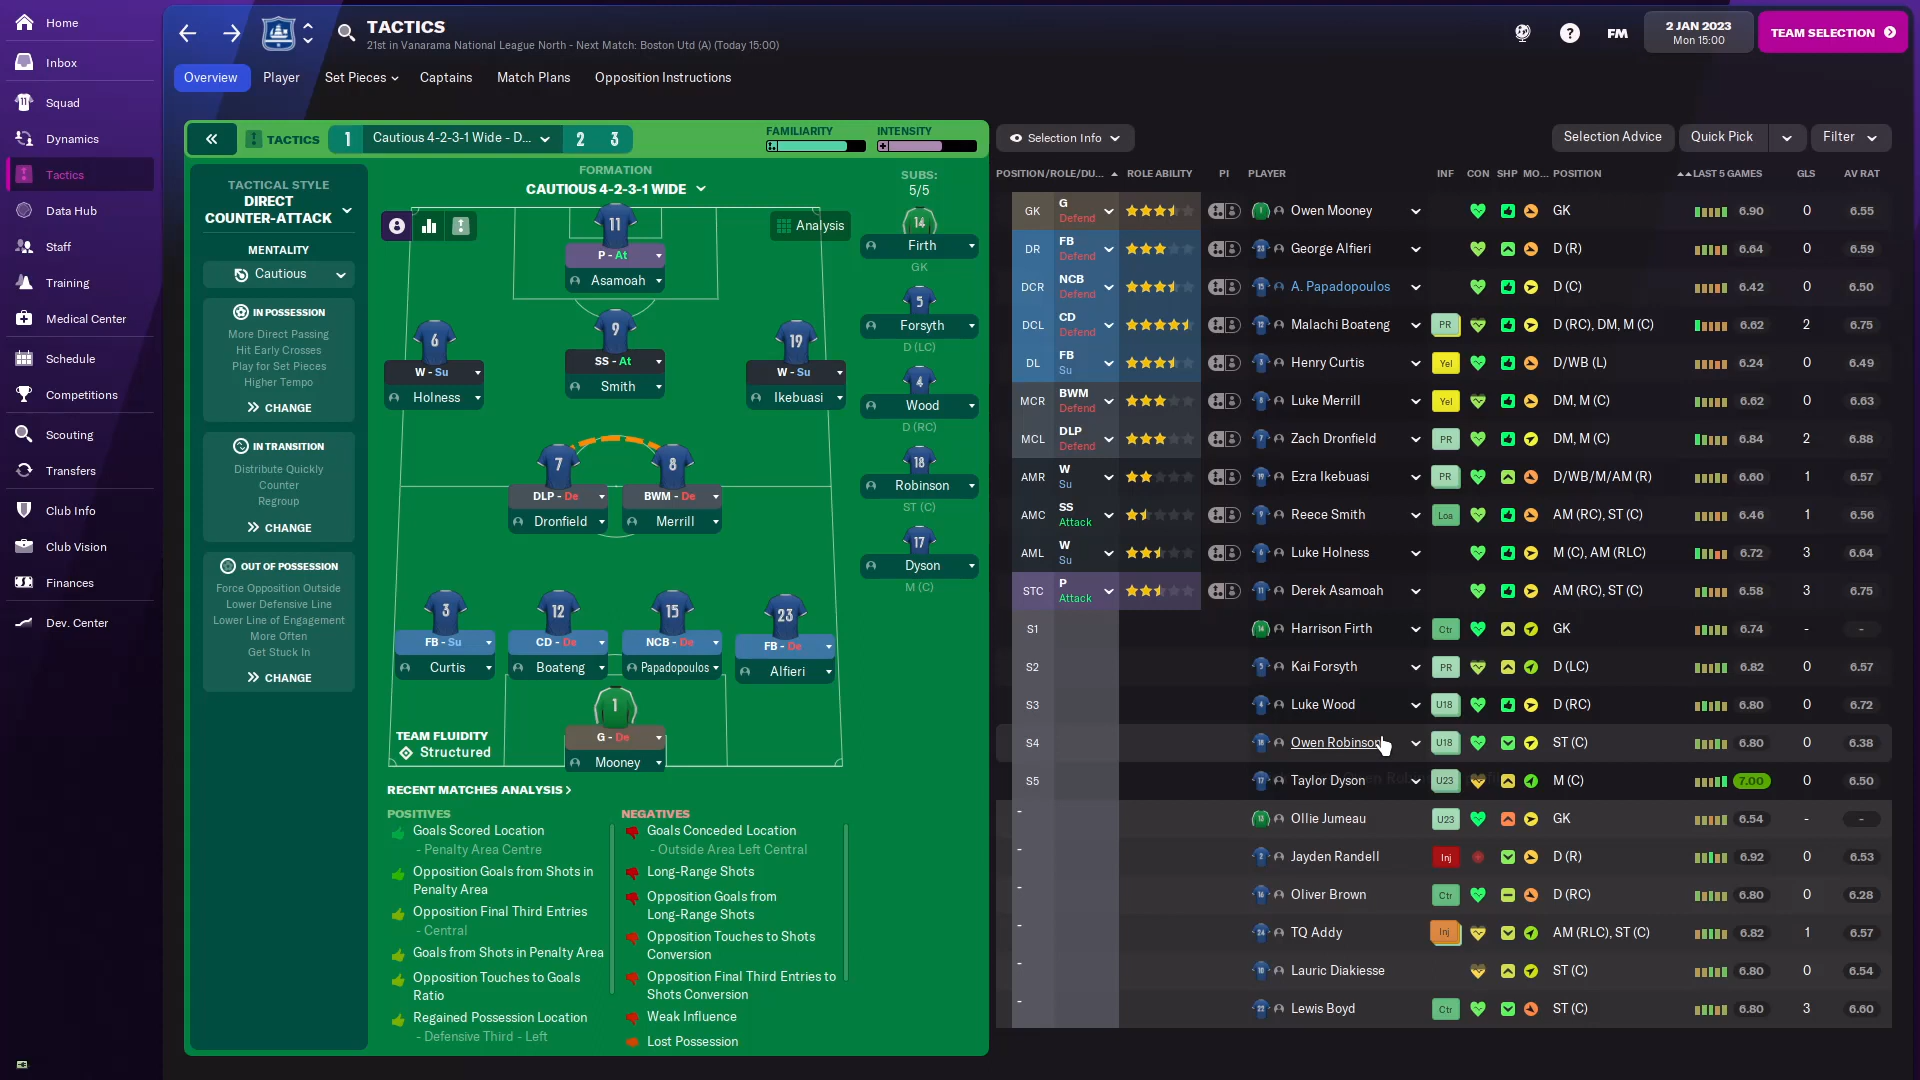 Home
Inbox
Squad
Dynamics
Tactics
Data Hub
Staff
Training
Medical Center
Schedule
Competitions
Scouting
Transfers
Club Info
Club Vision
Finances
Dev. Center
TACTICS
21st in Vanarama National League North - Next Match: Boston Utd (A) (Today 15:00)
FM
2 JAN 2023
Mon 15:00
TEAM SELECTION
Overview Player Set Pieces Captains Match Plans Opposition Instructions
TACTICS 1 Cautious 4-2-3-1 Wide - D... 2 3
FAMILIARITY
INTENSITY
TACTICAL STYLE
DIRECT
COUNTER-ATTACK
MENTALITY
Cautious
IN POSSESSION
More Direct Passing
Hit Early Crosses
Play for Set Pieces
Higher Tempo
CHANGE
IN TRANSITION
Distribute Quickly
Counter
Regroup
CHANGE
OUT OF POSSESSION
Force Opposition Outside
Lower Defensive Line
Lower Line of Engagement
More Often
Get Stuck In
CHANGE
FORMATION
CAUTIOUS 4-2-3-1 WIDE
SUBS:
5/5
Analysis
11
P - At
Asamoah
6
W - Su
Holness
9
SS - At
Smith
19
W - Su
Ikebuasi
7
DLP - De
Dronfield
8
BWM - De
Merrill
3
FB - Su
Curtis
12
CD - De
Boateng
15
NCB - De
Papadopoulos
23
FB - De
Alfieri
1
G - De
Mooney
TEAM FLUIDITY
Structured
14
Firth
GK
5
Forsyth
D (LC)
4
Wood
D (RC)
18
Robinson
ST (C)
17
Dyson
M (C)
RECENT MATCHES ANALYSIS >
POSITIVES
Goals Scored Location
- Penalty Area Centre
Opposition Goals from Shots in
Penalty Area
Opposition Final Third Entries
- Central
Goals from Shots in Penalty Area
Opposition Touches to Goals
Ratio
Regained Possession Location
- Defensive Third - Left
NEGATIVES
Goals Conceded Location
- Outside Area Left Central
Long-Range Shots
Opposition Goals from
Long-Range Shots
Opposition Touches to Shots
Conversion
Opposition Final Third Entries to
Shots Conversion
Weak Influence
Lost Possession
Selection Info
Selection Advice Quick Pick Filter
POSITION/ROLE/DU... ROLE ABILITY PI PLAYER INF CON SHP MO... POSITION LAST 5 GAMES GLS AV RAT
GK G Defend Owen Mooney GK 6.90 0 6.55
DR FB Defend George Alfieri D (R) 6.64 0 6.59
DCR NCB Defend A. Papadopoulos D (C) 6.42 0 6.50
DCL CD Defend Malachi Boateng PR D (RC), DM, M (C) 6.62 2 6.75
DL FB Su Henry Curtis Yel D/WB (L) 6.24 0 6.49
MCR BWM Defend Luke Merrill Yel DM, M (C) 6.62 0 6.63
MCL DLP Defend Zach Dronfield PR DM, M (C) 6.84 2 6.88
AMR W Su Ezra Ikebuasi PR D/WB/M/AM (R) 6.60 1 6.57
AMC SS Attack Reece Smith Loa AM (RC), ST (C) 6.46 1 6.56
AML W Su Luke Holness M (C), AM (RLC) 6.72 3 6.64
STC P Attack Derek Asamoah AM (RC), ST (C) 6.58 3 6.75
S1 Harrison Firth Ctr GK 6.74 - -
S2 Kai Forsyth PR D (LC) 6.82 0 6.57
S3 Luke Wood U18 D (RC) 6.80 0 6.72
S4 Owen Robinson U18 ST (C) 6.80 0 6.38
S5 Taylor Dyson U23 M (C) 7.00 0 6.50
- Ollie Jumeau U23 GK 6.54 - -
- Jayden Randell Inj D (R) 6.92 0 6.53
- Oliver Brown Ctr D (RC) 6.80 0 6.28
- TQ Addy Inj AM (RLC), ST (C) 6.82 1 6.57
- Lauric Diakiesse ST (C) 6.80 0 6.54
- Lewis Boyd Ctr ST (C) 6.80 3 6.60